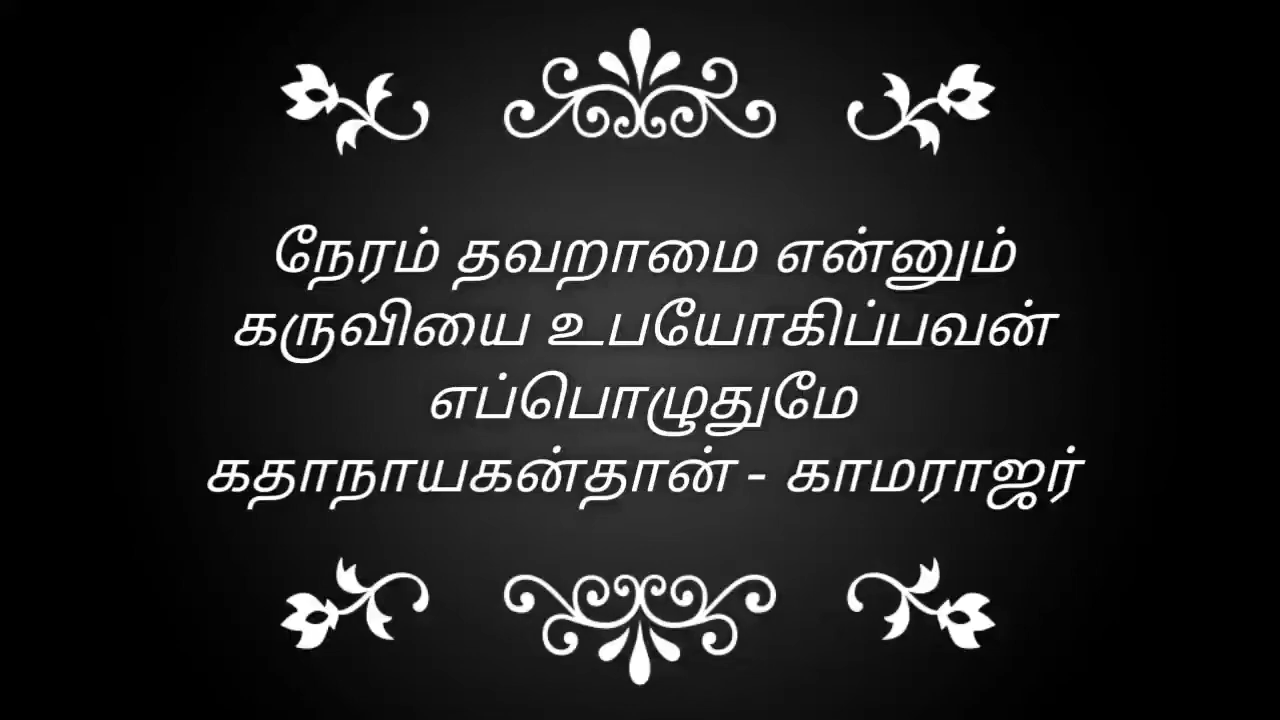 நேரம் தவறாமை என்னும்
கருவியை உபயோகிப்பவன்
எப்பொழுதுமே
கதாநாயகன்தான் - காமராஜர்